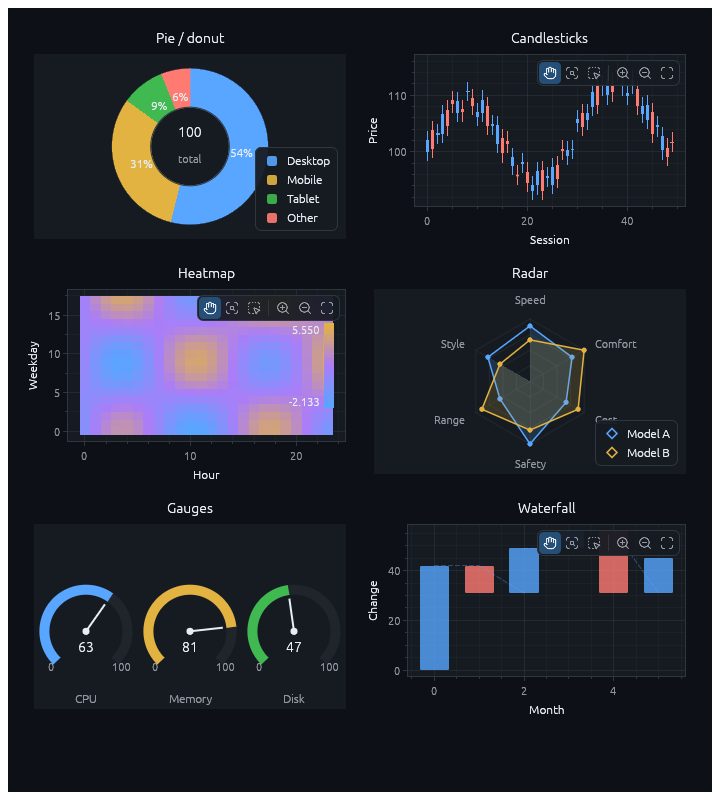 Pie / donut
100
total
54%
31%
9%
6%
Desktop
Mobile
Tablet
Other
Candlesticks
Price
110
100
0
20
40
Session
Heatmap
Weekday
15
10
5
0
5.550
-2.133
0
20
Hour
Radar
Speed
Comfort
Cost
Safety
Range
Style
Model A
Model B
Gauges
63
0
100
CPU
81
0
100
Memory
47
0
100
Disk
Waterfall
Change
40
20
0
0
2
4
Month